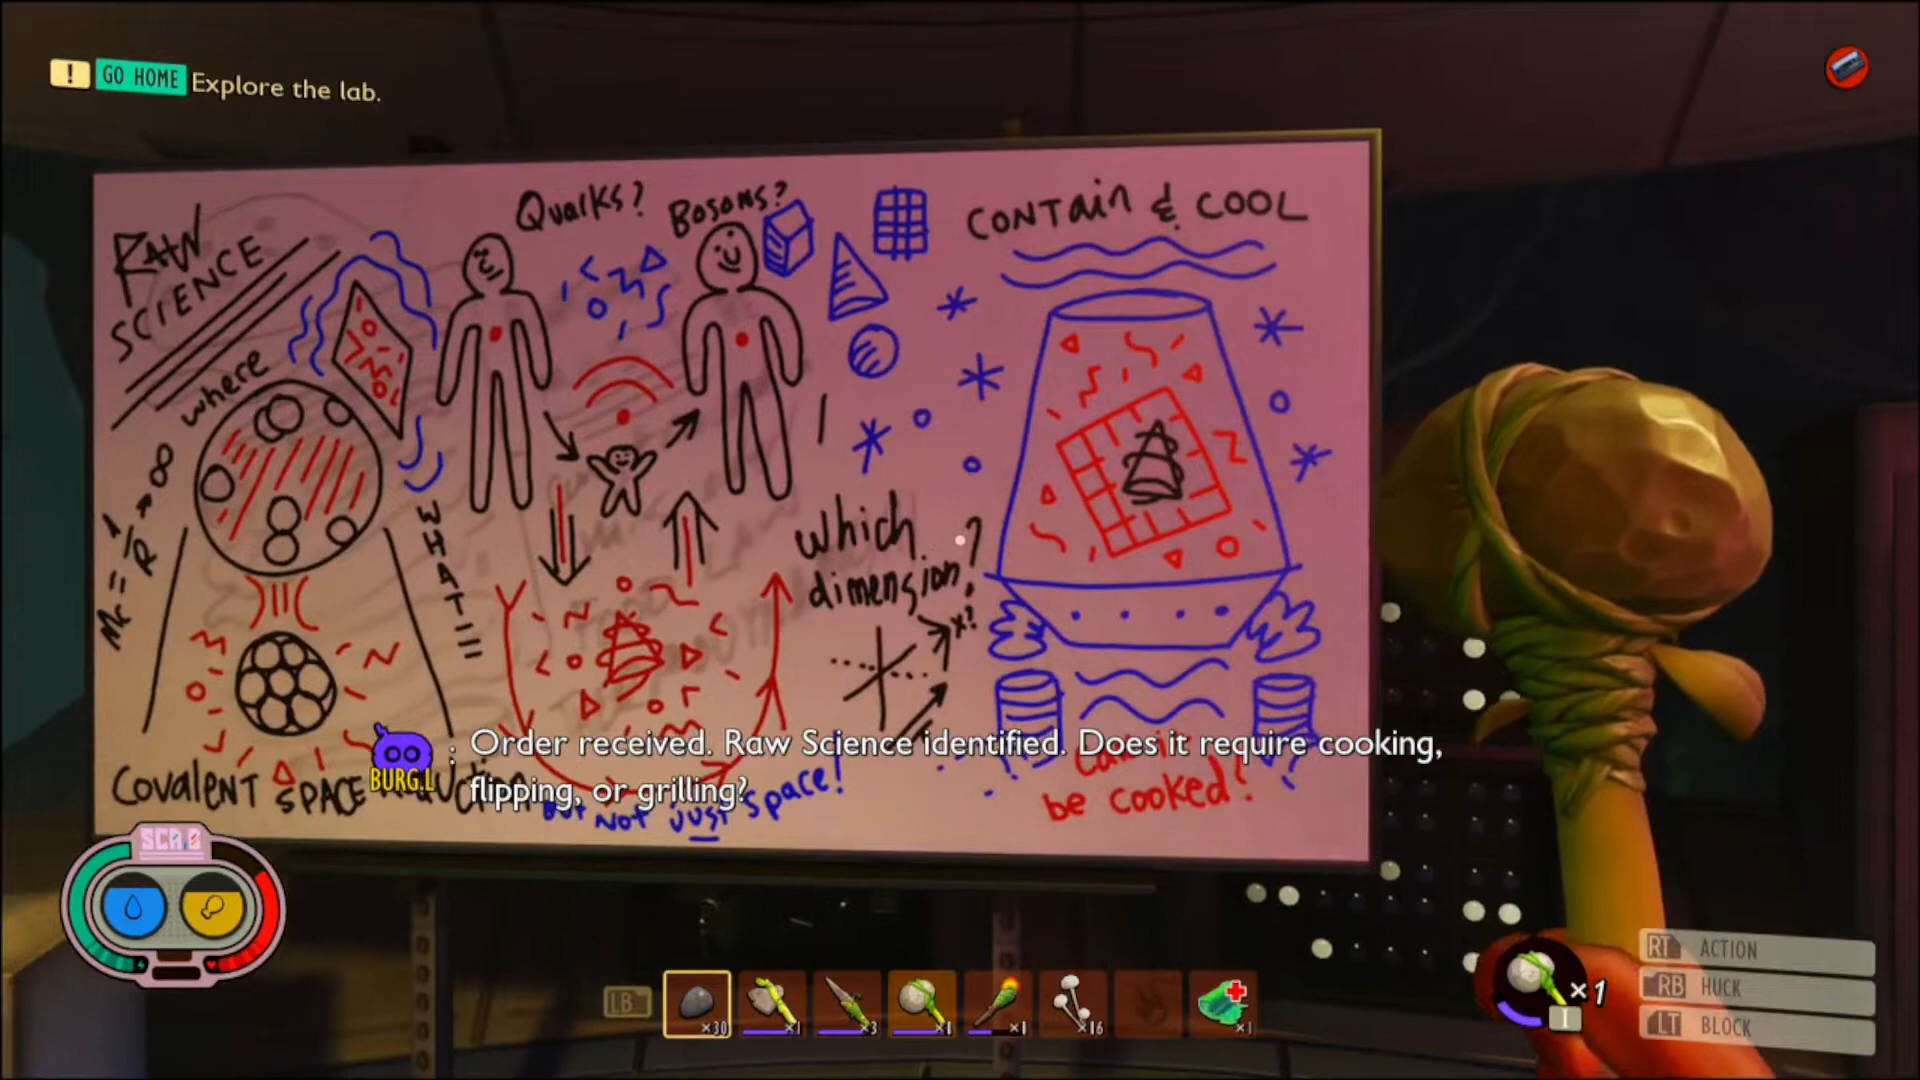 ! GO HOME Explore the lab.
RAW
SCIENCE
Quarks?
Bosoms?
CONTAin & COOL
where
WHAT
which
dimension?
x?
Covalent SPACE
But not just space!
be cooked?
BURG.L : Order received. Raw Science identified. Does it require cooking,
flipping, or grilling?
SCA.B
LB
×30
×1
×3
×1
×1
×16
×1
×1
I
RT ACTION
RB HUCK
LT BLOCK